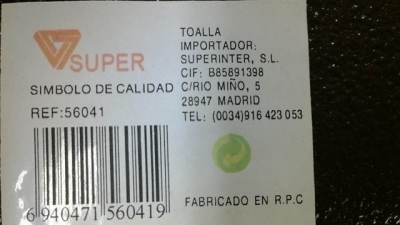 SUPER
SIMBOLO DE CALIDAD
REF:56041
6 940471 560419
TOALLA
IMPORTADOR:
SUPERINTER, S.L.
CIF: B85891398
C/RIO MIÑO, 5
28947 MADRID
TEL: (0034)916 423 053
FABRICADO EN R.P.C